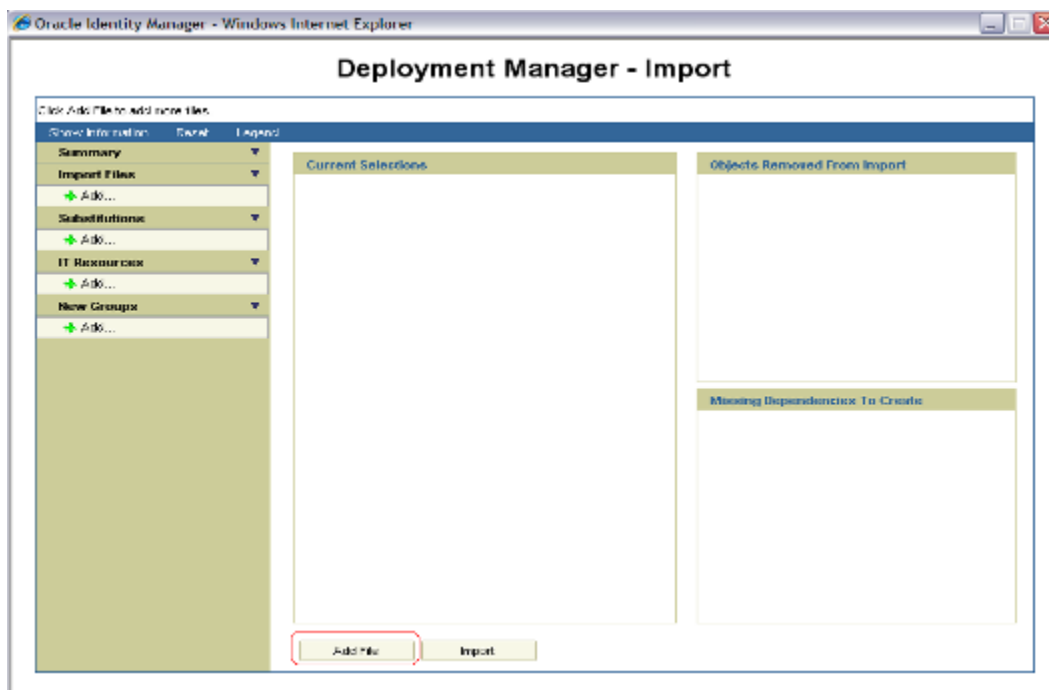 Oracle Identity Manager - Windows Internet Explorer
Deployment Manager - Import
Click Add File to add more files
Show Information Reset Legend
Summary
Import Files
Add...
Substitutions
Add...
IT Resources
Add...
New Groups
Add...
Current Selections
Objects Removed From Import
Missing Dependencies To Create
Add File Import